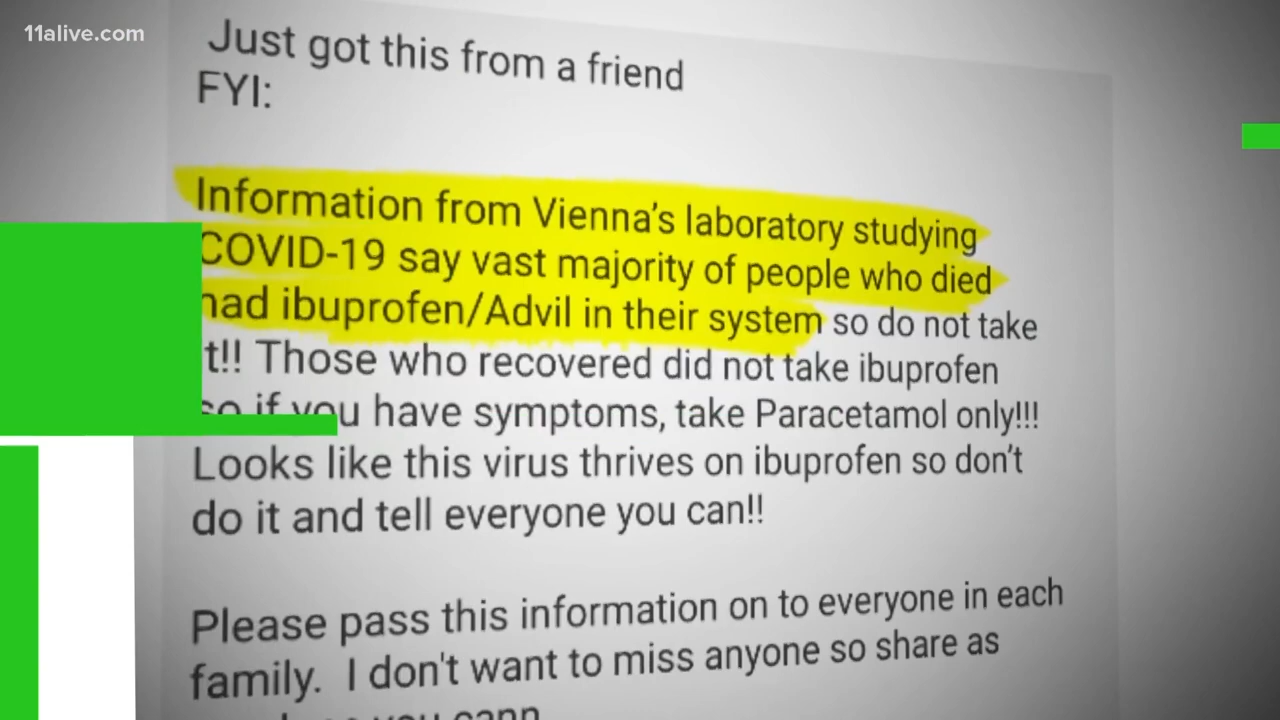 11alive.com
Just got this from a friend
FYI:
Information from Vienna's laboratory studying
COVID-19 say vast majority of people who died
had ibuprofen/Advil in their system so do not take
t!! Those who recovered did not take ibuprofen
so if you have symptoms, take Paracetamol only!!!
Looks like this virus thrives on ibuprofen so don't
do it and tell everyone you can!!
Please pass this information on to everyone in each
family. I don't want to miss anyone so share as
you cann